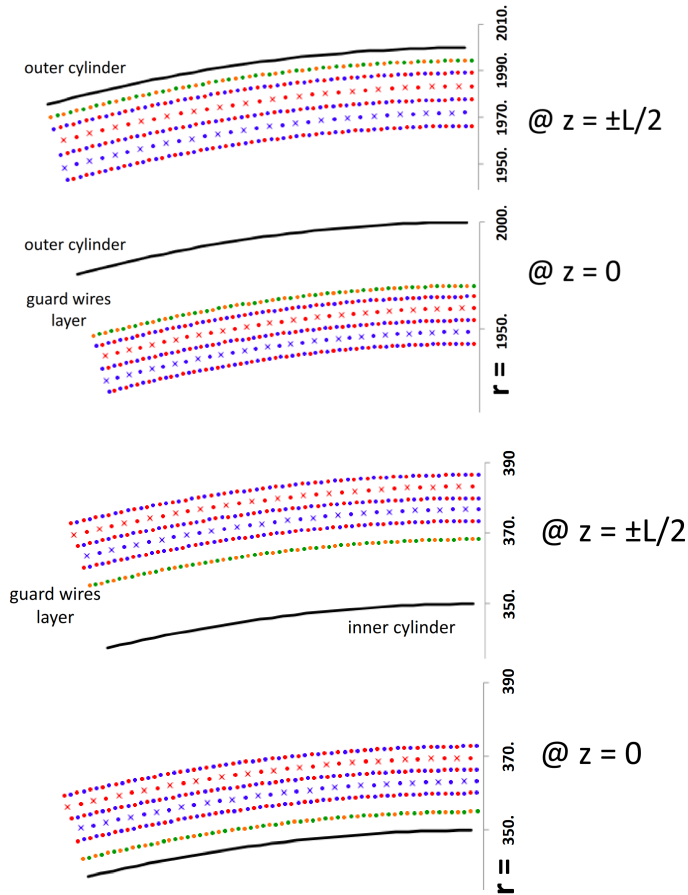 outer cylinder
2010.
1990.
1970.
1950.
@ z = ±L/2
outer cylinder
guard wires
layer
2000.
1950.
r =
@ z = 0
390
370.
350.
@ z = ±L/2
guard wires
layer
inner cylinder
390
370.
350.
r =
@ z = 0